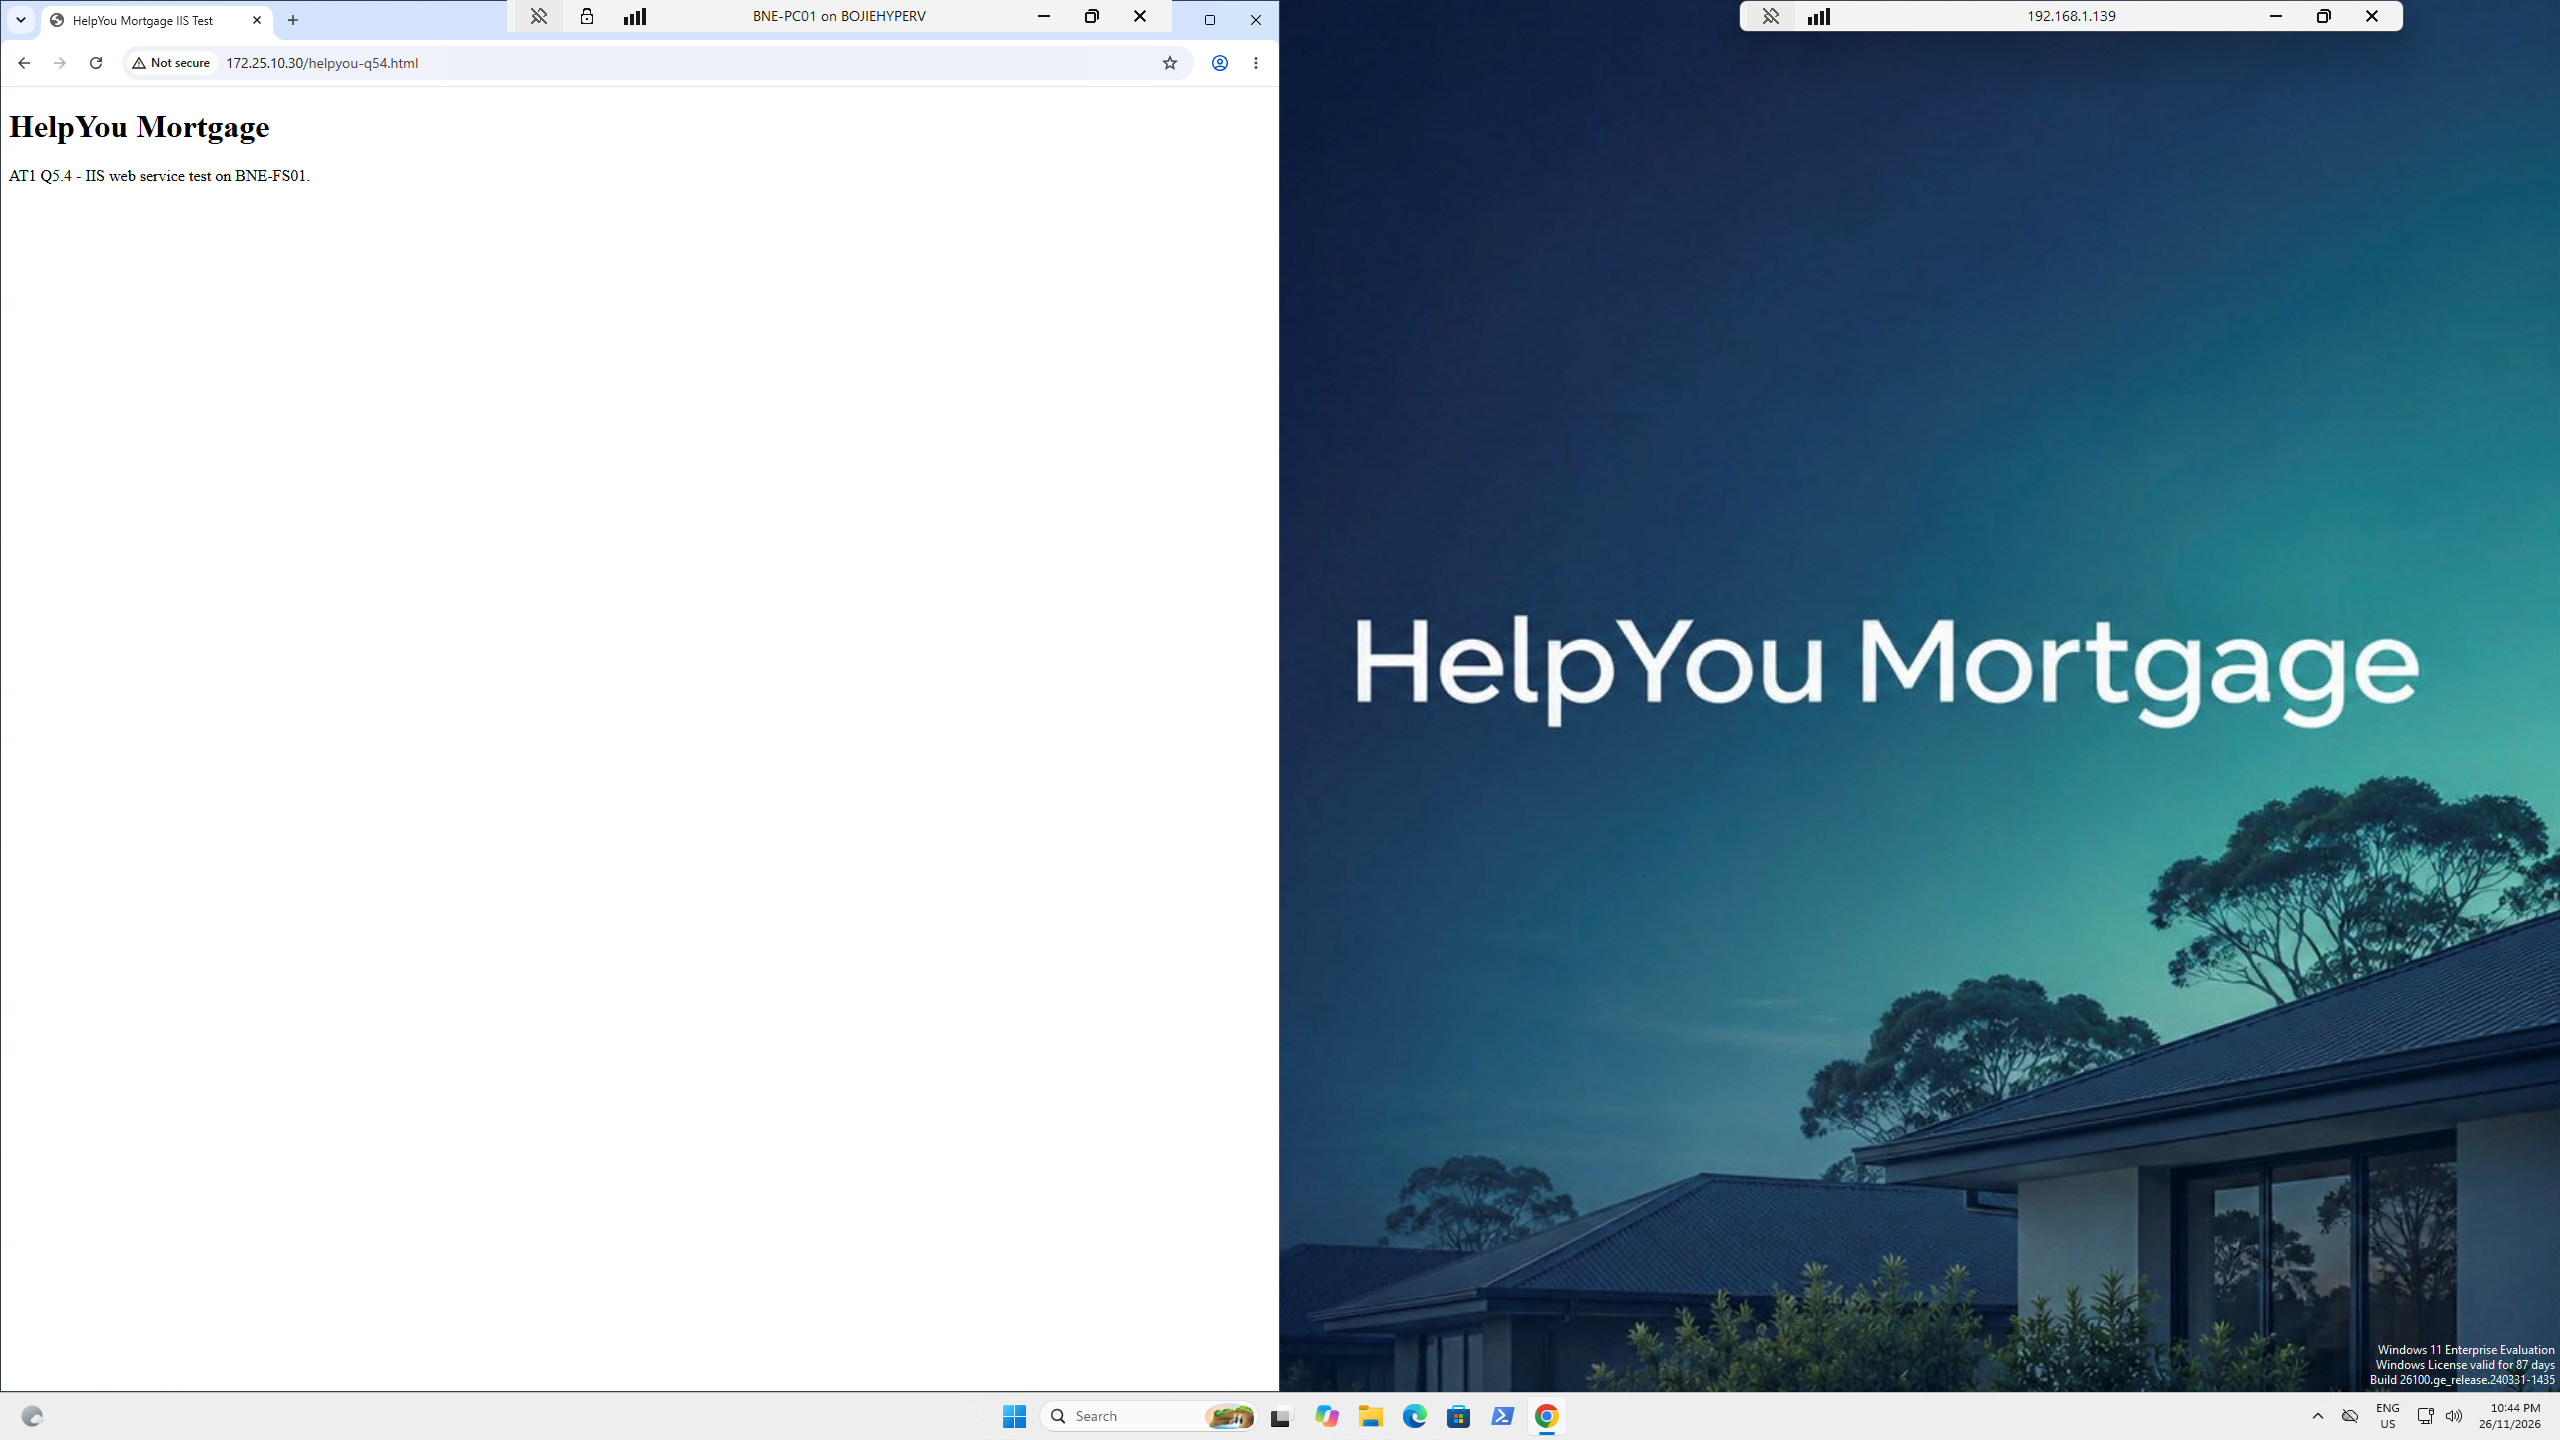 HelpYou Mortgage IIS Test
BNE-PC01 on BOJIEHYPERV
192.168.1.139
Not secure
172.25.10.30/helpyou-q54.html
HelpYou Mortgage
AT1 Q5.4 - IIS web service test on BNE-FS01.
HelpYou Mortgage
Windows 11 Enterprise Evaluation
Windows License valid for 87 days
Build 26100.ge_release.240331-1435
Search
ENG
US
10:44 PM
26/11/2026